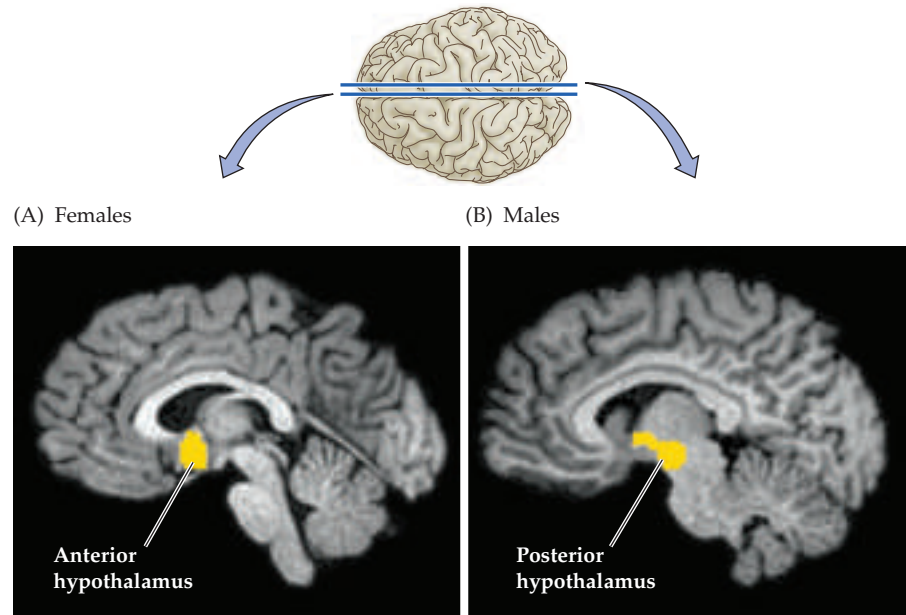 (A) Females
(B) Males
Anterior
hypothalamus
Posterior
hypothalamus